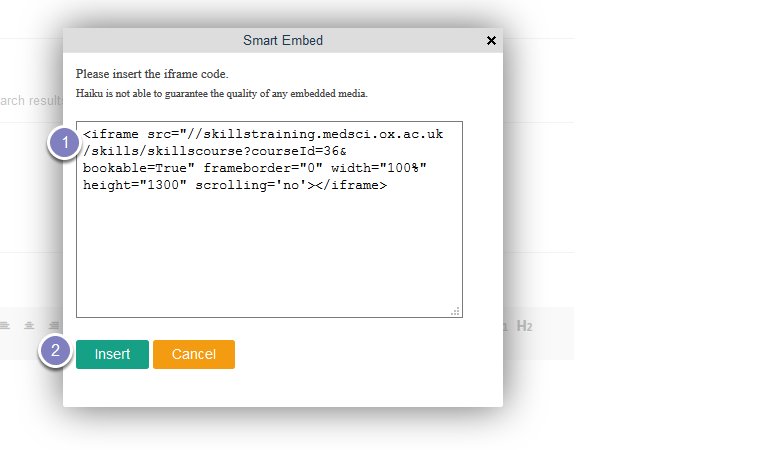 Smart Embed
×
Please insert the iframe code.
Haiku is not able to guarantee the quality of any embedded media.
arch result
1
<iframe src="//skillstraining.medsci.ox.ac.uk
/skills/skillscourse?courseId=36&
bookable=True" frameborder="0" width="100%"
height="1300" scrolling='no'></iframe>
1 H2
2
Insert Cancel